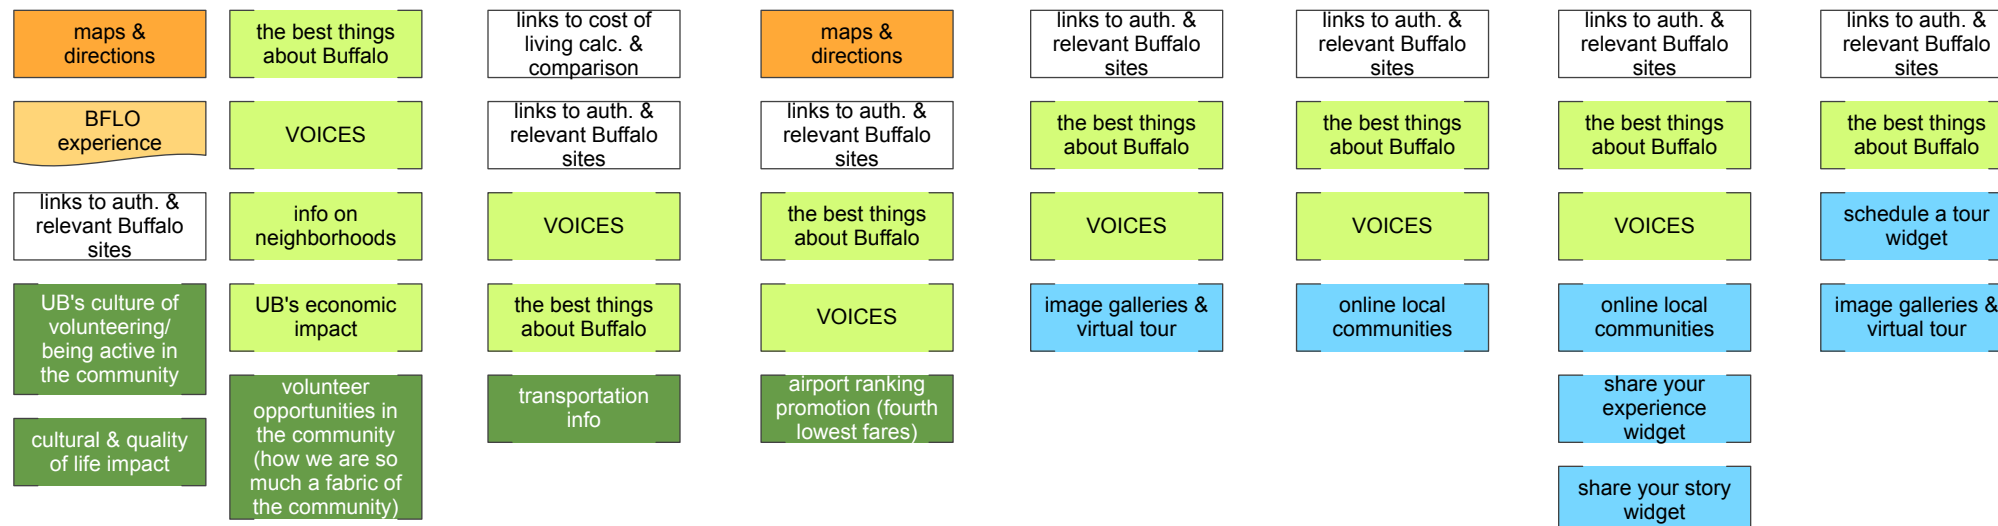 maps &
directions
BFLO
experience
links to auth. &
relevant Buffalo
sites
UB's culture of
volunteering/
being active in
the community
cultural & quality
of life impact
the best things
about Buffalo
VOICES
info on
neighborhoods
UB's economic
impact
volunteer
opportunities in
the community
(how we are so
much a fabric of
the community)
links to cost of
living calc. &
comparison
links to auth. &
relevant Buffalo
sites
VOICES
the best things
about Buffalo
transportation
info
maps &
directions
links to auth. &
relevant Buffalo
sites
the best things
about Buffalo
VOICES
airport ranking
promotion (fourth
lowest fares)
links to auth. &
relevant Buffalo
sites
the best things
about Buffalo
VOICES
image galleries &
virtual tour
links to auth. &
relevant Buffalo
sites
the best things
about Buffalo
VOICES
online local
communities
links to auth. &
relevant Buffalo
sites
the best things
about Buffalo
VOICES
online local
communities
share your
experience
widget
share your story
widget
links to auth. &
relevant Buffalo
sites
the best things
about Buffalo
schedule a tour
widget
image galleries &
virtual tour